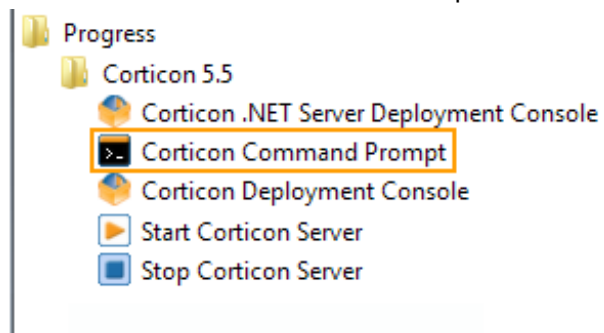 Progress
Corticon 5.5
Corticon .NET Server Deployment Console
Corticon Command Prompt
Corticon Deployment Console
Start Corticon Server
Stop Corticon Server